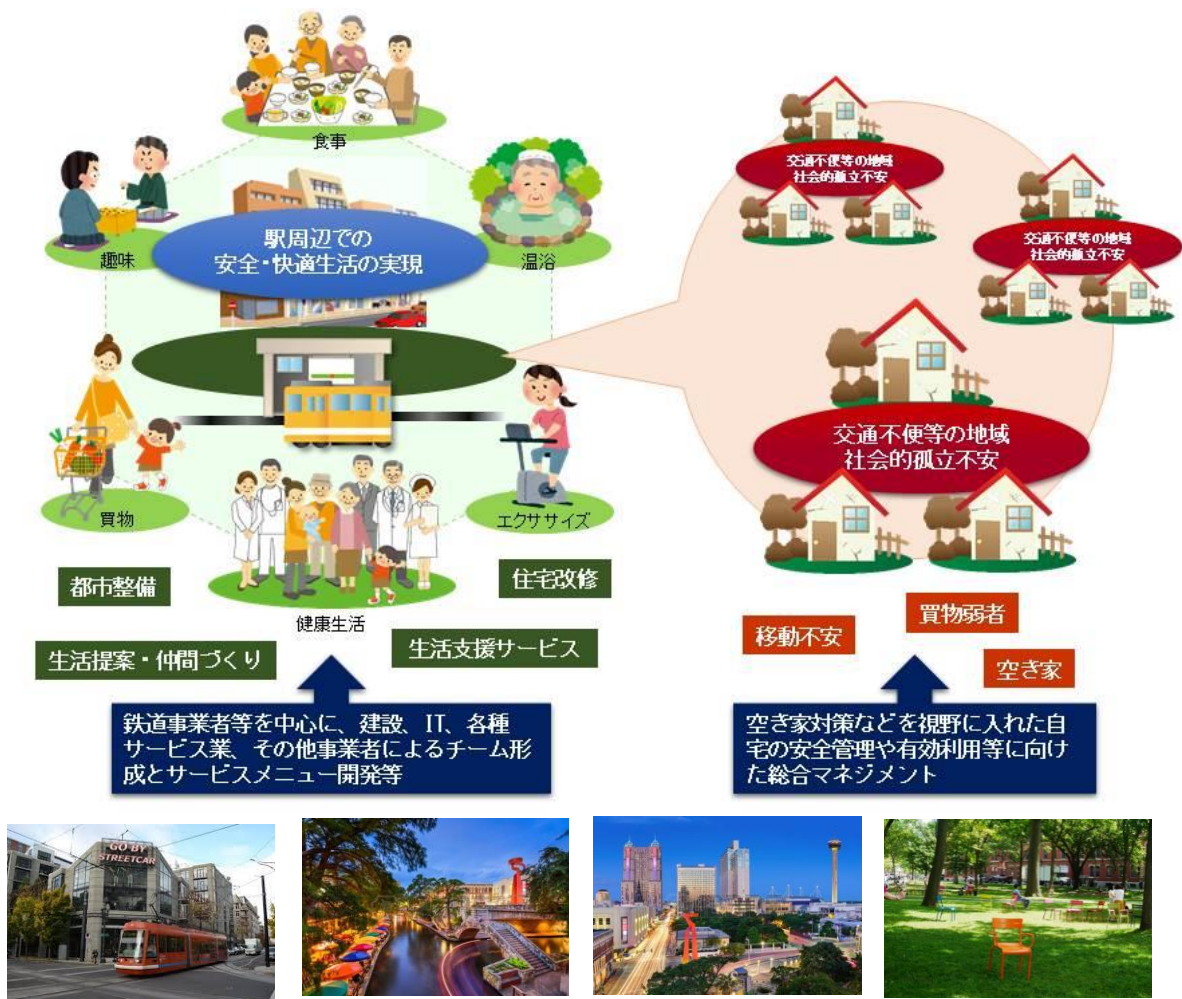 食事
趣味
駅周辺での
安全・快適生活の実現
温浴
買物
エクササイズ
健康生活
都市整備
住宅改修
生活提案・仲間づくり
生活支援サービス
鉄道事業者等を中心に、建設、IT、各種
サービス業、その他事業者によるチーム形
成とサービスメニュー開発等
交通不便等の地域
社会的孤立不安
交通不便等の地域
社会的孤立不安
交通不便等の地域
社会的孤立不安
移動不安
買物弱者
空き家
空き家対策などを視野に入れた自
宅の安全管理や有効利用等に向け
た総合マネジメント
GO BY
STREETCAR